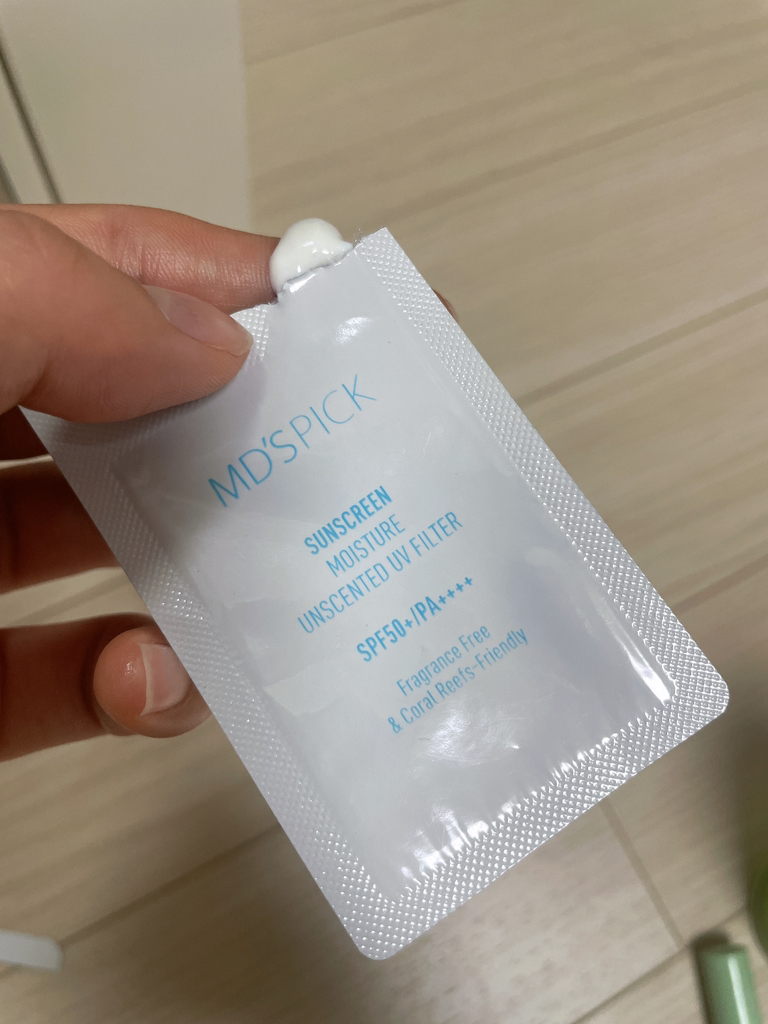 MD'SPICK
SUNSCREEN
MOISTURE
UNSCENTED UV FILTER
SPF50+/PA++++
Fragrance Free
& Coral Reefs-Friendly